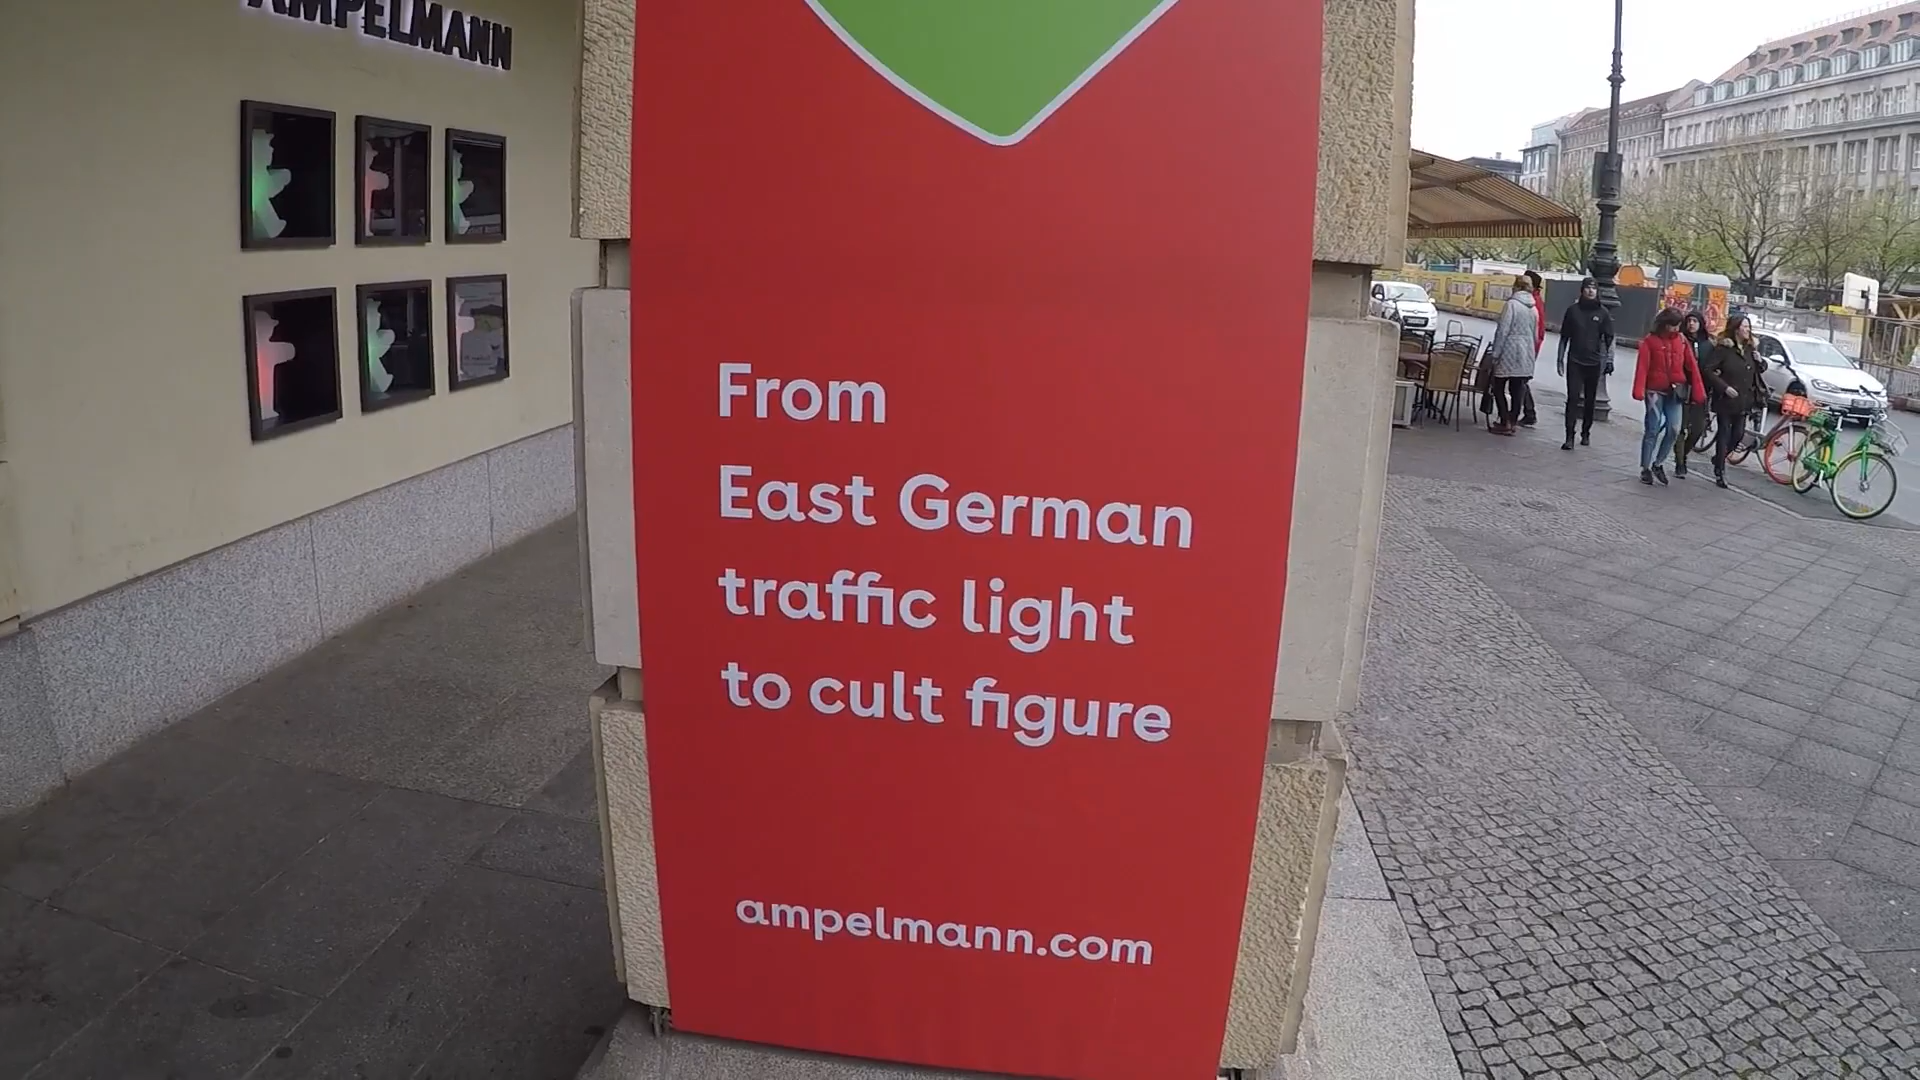 AMPELMANN
From
East German
traffic light
to cult figure
ampelmann.com